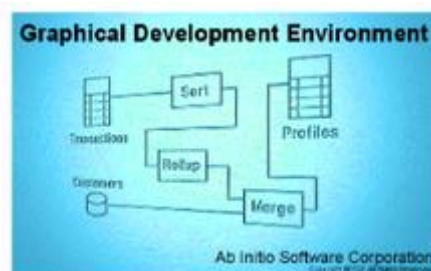 Graphical Development Environment
Sort
Transactions
Profiles
Rollup
Customers
Merge
Ab Initio Software Corporation